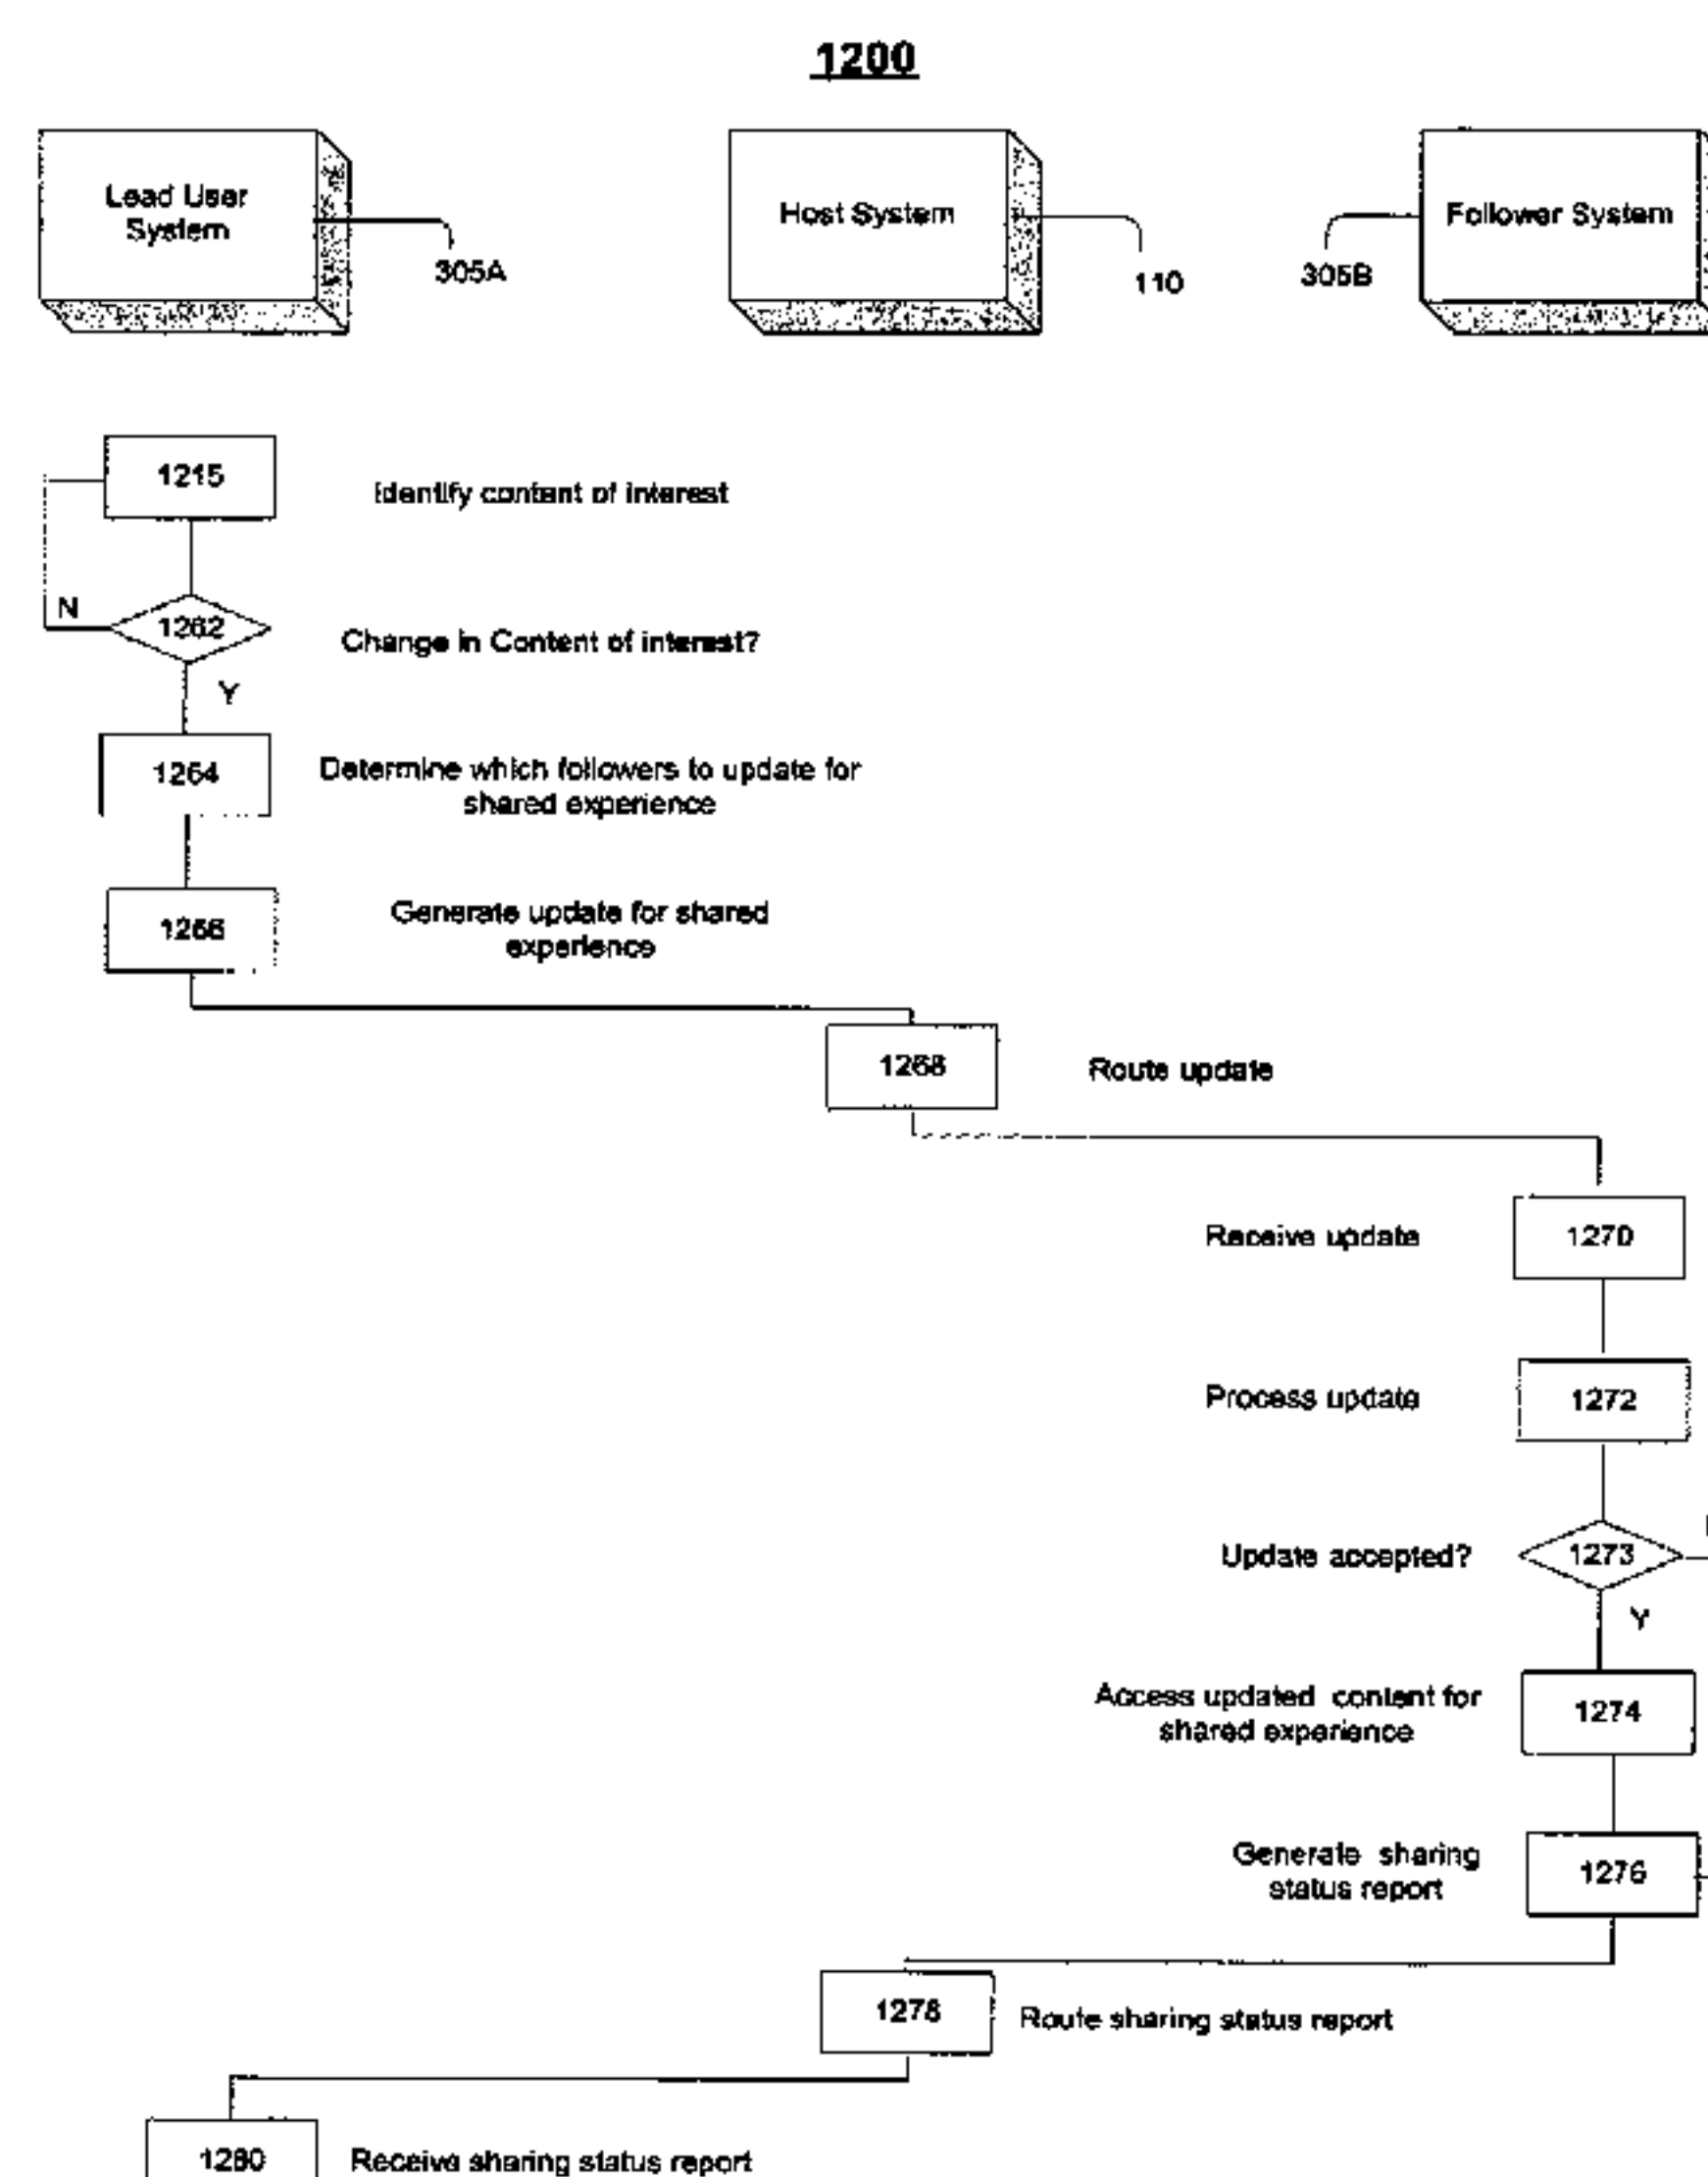 1200
Lead User
System
305A
Host System
110
305B
Follower System
1215
Identify content of interest
N
1262
Change in Content of interest?
Y
1264
Determine which followers to update for
shared experience
1266
Generate update for shared
experience
1268
Route update
Receive update
1270
Process update
1272
Update accepted?
1273
Y
Access updated content for
shared experience
1274
Generate sharing
status report
1276
1278
Route sharing status report
1280
Receive sharing status report